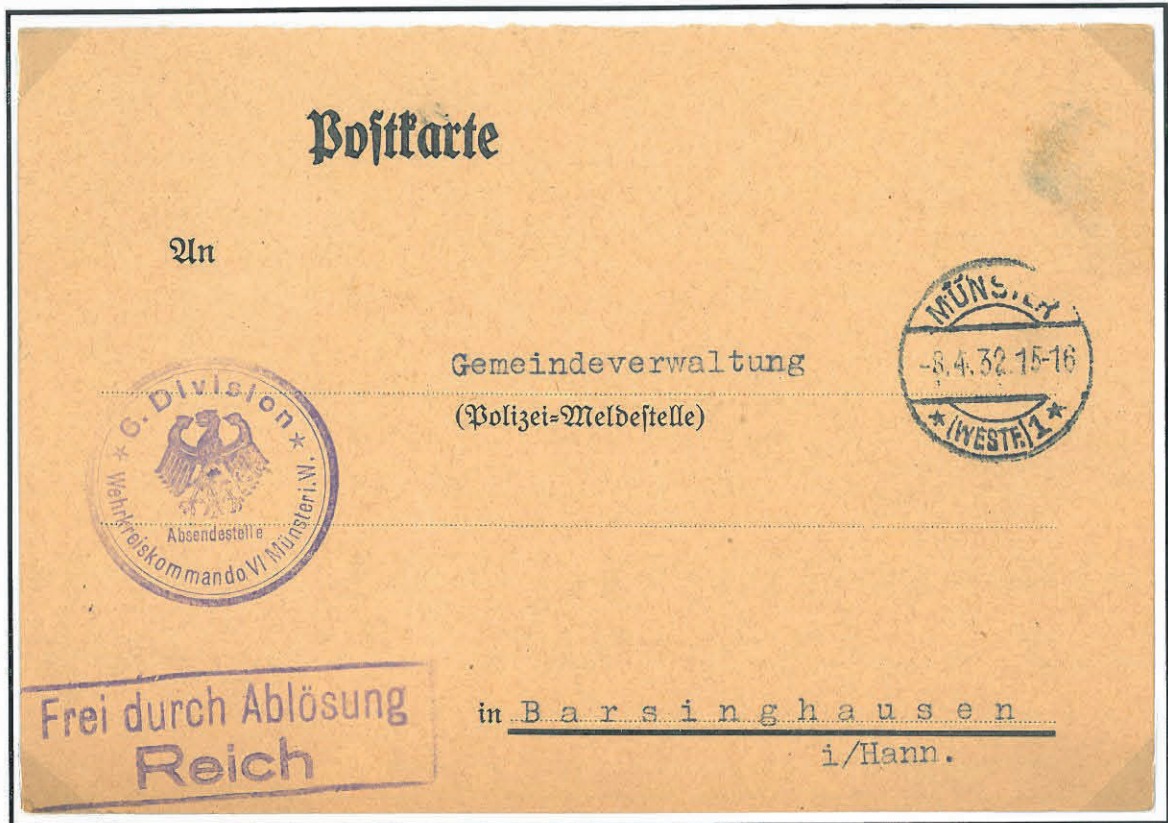 Postkarte
An
MÜNSTER
-8.4.32.15-16
* (WESTF.) 1 *
Gemeindeverwaltung
(Polizei=Meldestelle)
* 6. Division *
Absendestelle
Wehrkreiskommando VI Münster i.W.
Frei durch Ablösung
Reich
in Barsinghausen
i/Hann.